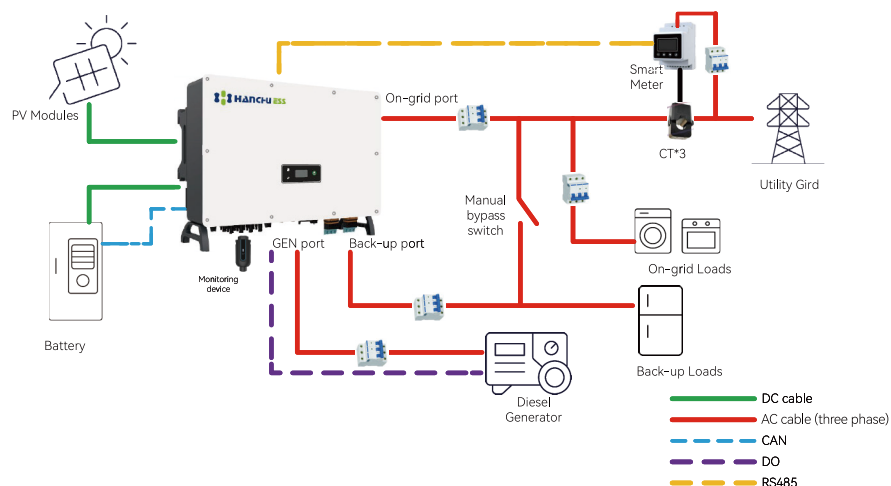 PV Modules
HANCHU ESS
On-grid port
Smart
Meter
CT*3
Utility Gird
Manual
bypass
switch
GEN port
Back-up port
Monitoring
device
On-grid Loads
Battery
Back-up Loads
Diesel
Generator
DC cable
AC cable (three phase)
CAN
DO
RS485